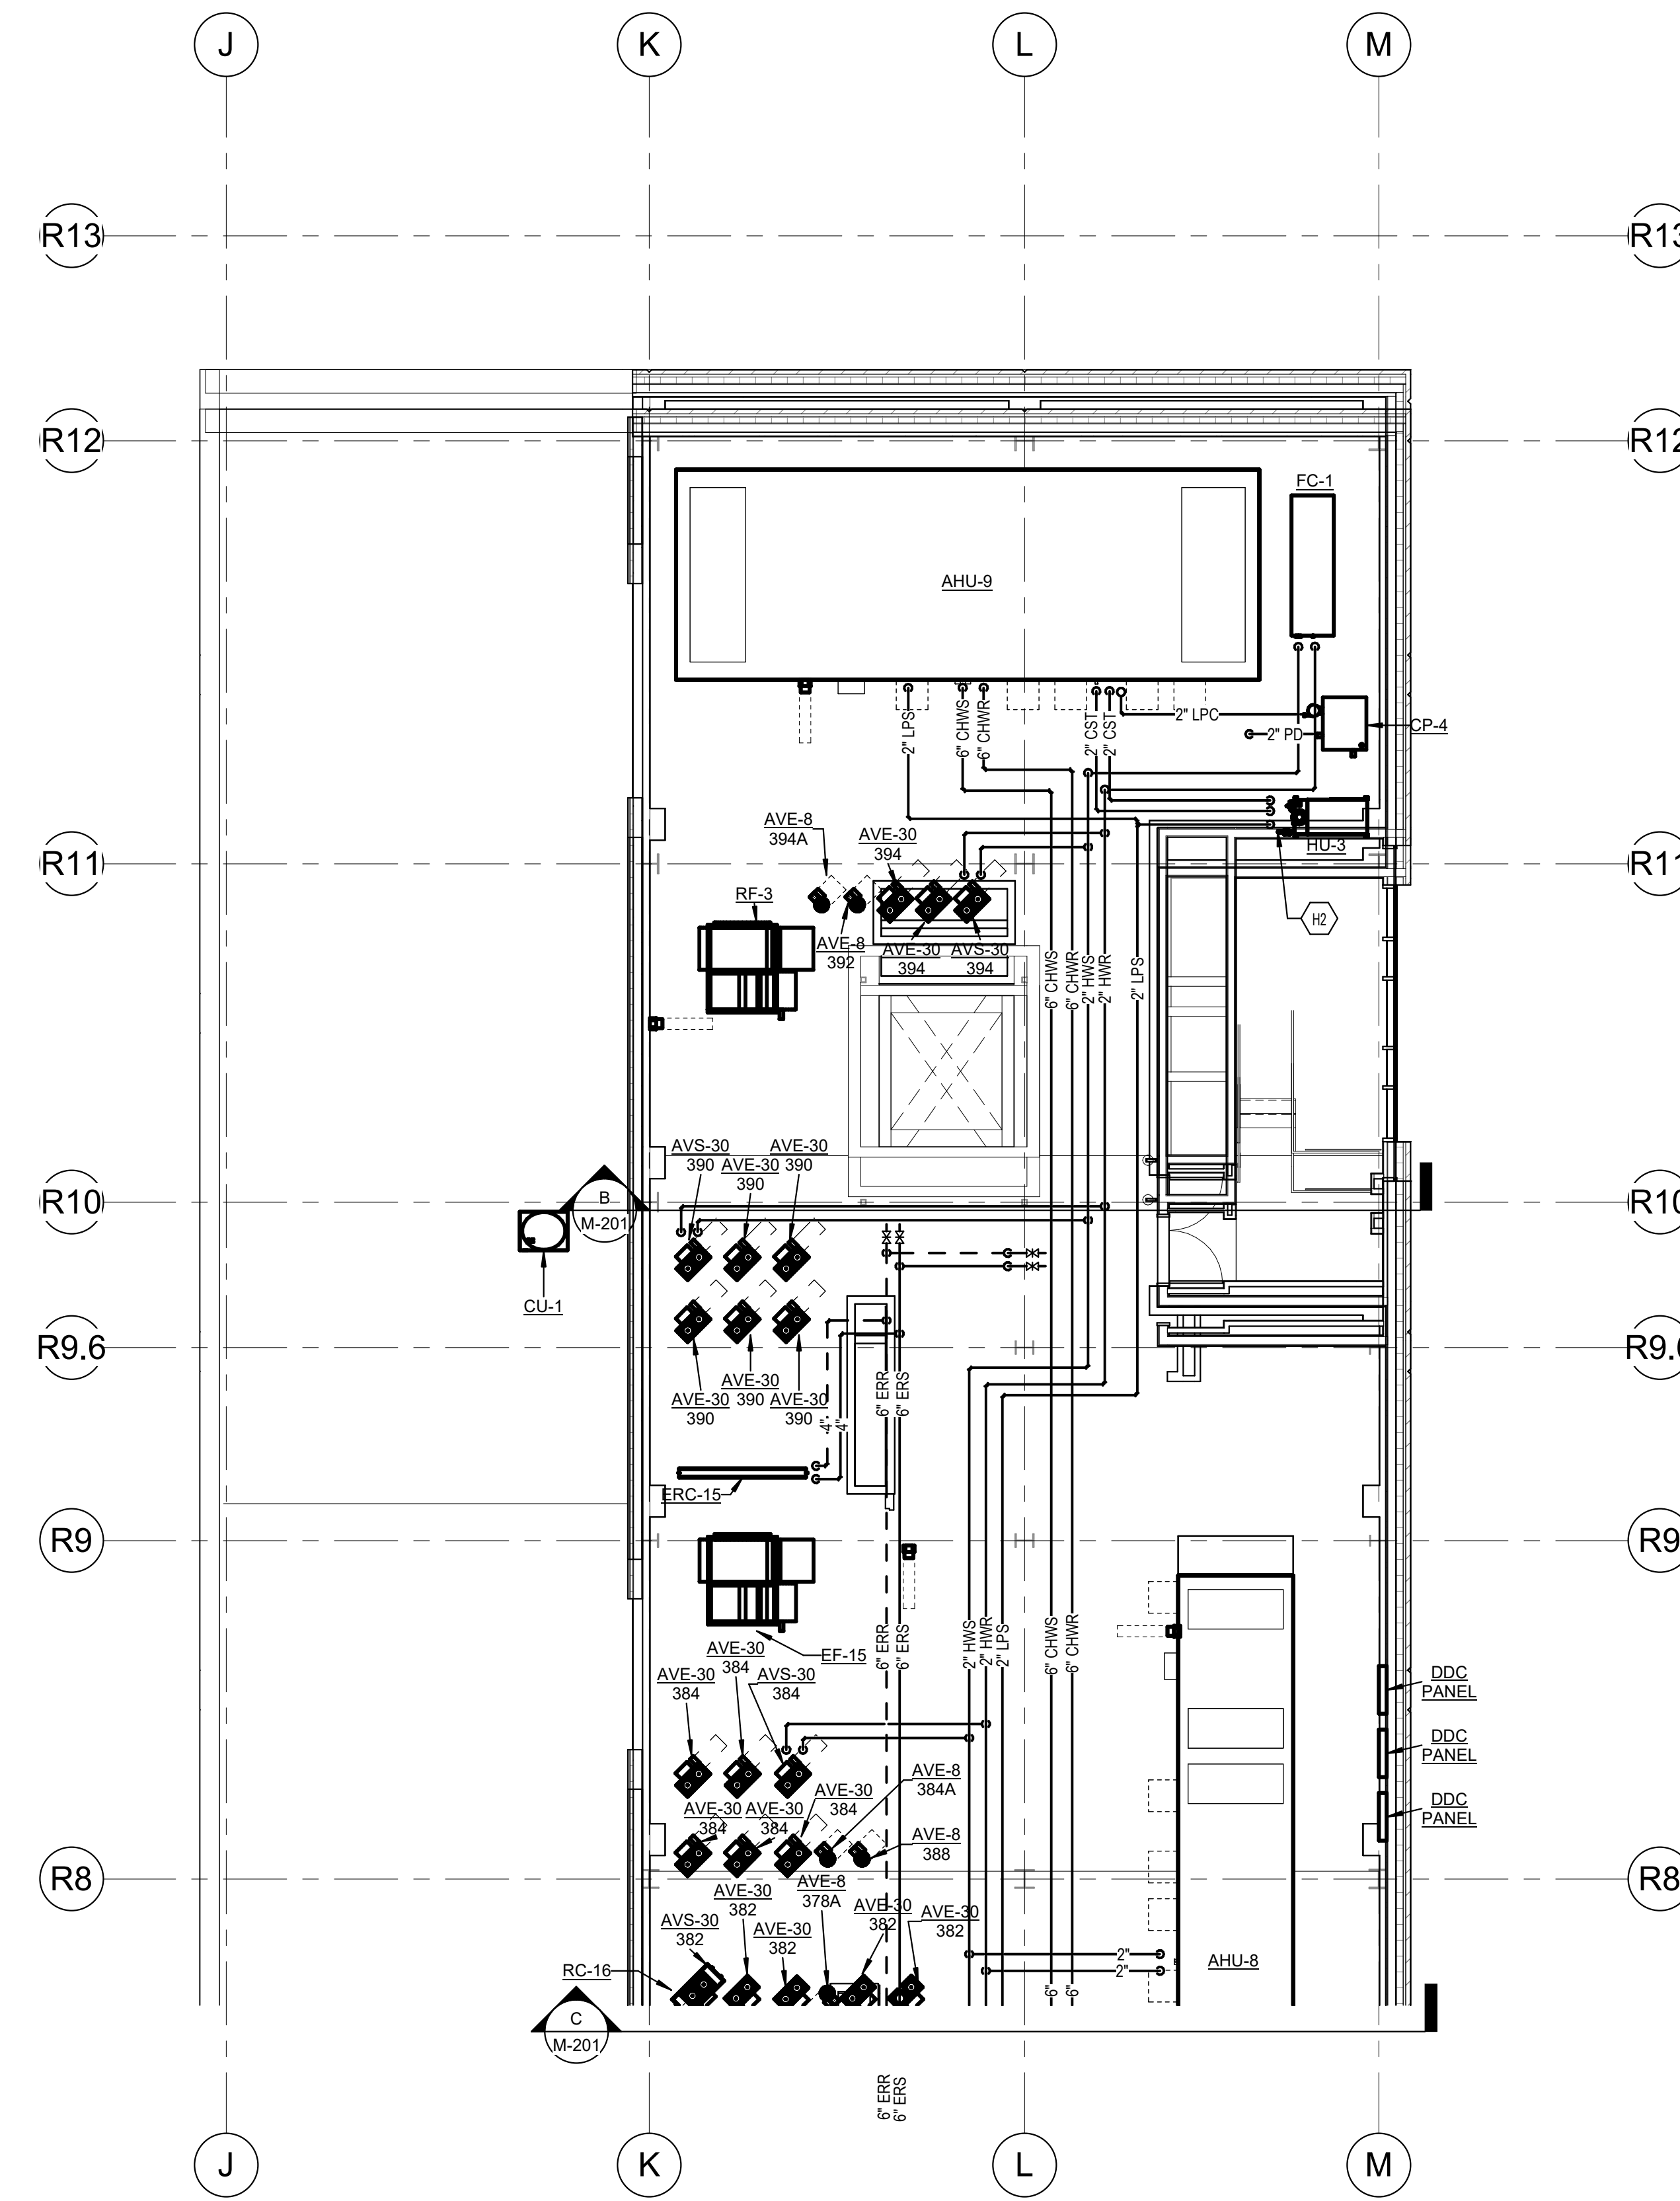 J
K
L
M
R13
R13
R12
R12
FC-1
AHU-9
2" LPS
6" CHWS
6" CHWR
2" CST
2" CST
2" LPC
2" PD
CP-4
AVE-8
394A
AVE-30
394
HU-3
R11
R11
RF-3
H2
AVE-8
392
AVE-30
394
AVS-30
394
6" CHWS
6" CHWR
2" HWS
2" HWR
2" LPS
AVS-30
390
AVE-30
390
AVE-30
390
R10
R10
B
M-201
CU-1
R9.6
AVE-30
390
AVE-30
390
AVE-30
390
4"
4"
6" ERR
6" ERS
ERC-15
R9
R9
EF-15
6" ERR
6" ERS
2" HWS
2" HWR
2" LPS
6" CHWS
6" CHWR
AVE-30
384
AVE-30
384
AVS-30
384
DDC
PANEL
DDC
PANEL
DDC
PANEL
AVE-8
384A
AVE-30
384
AVE-30
384
AVE-30
384
AVE-8
388
R8
R8
AVE-30
382
AVE-8
378A
AVS-30
382
AVE-30
382
AVE-30
382
AVE-30
382
2"
2"
AHU-8
RC-16
6"
6"
C
M-201
6" ERR
6" ERS
J
K
L
M